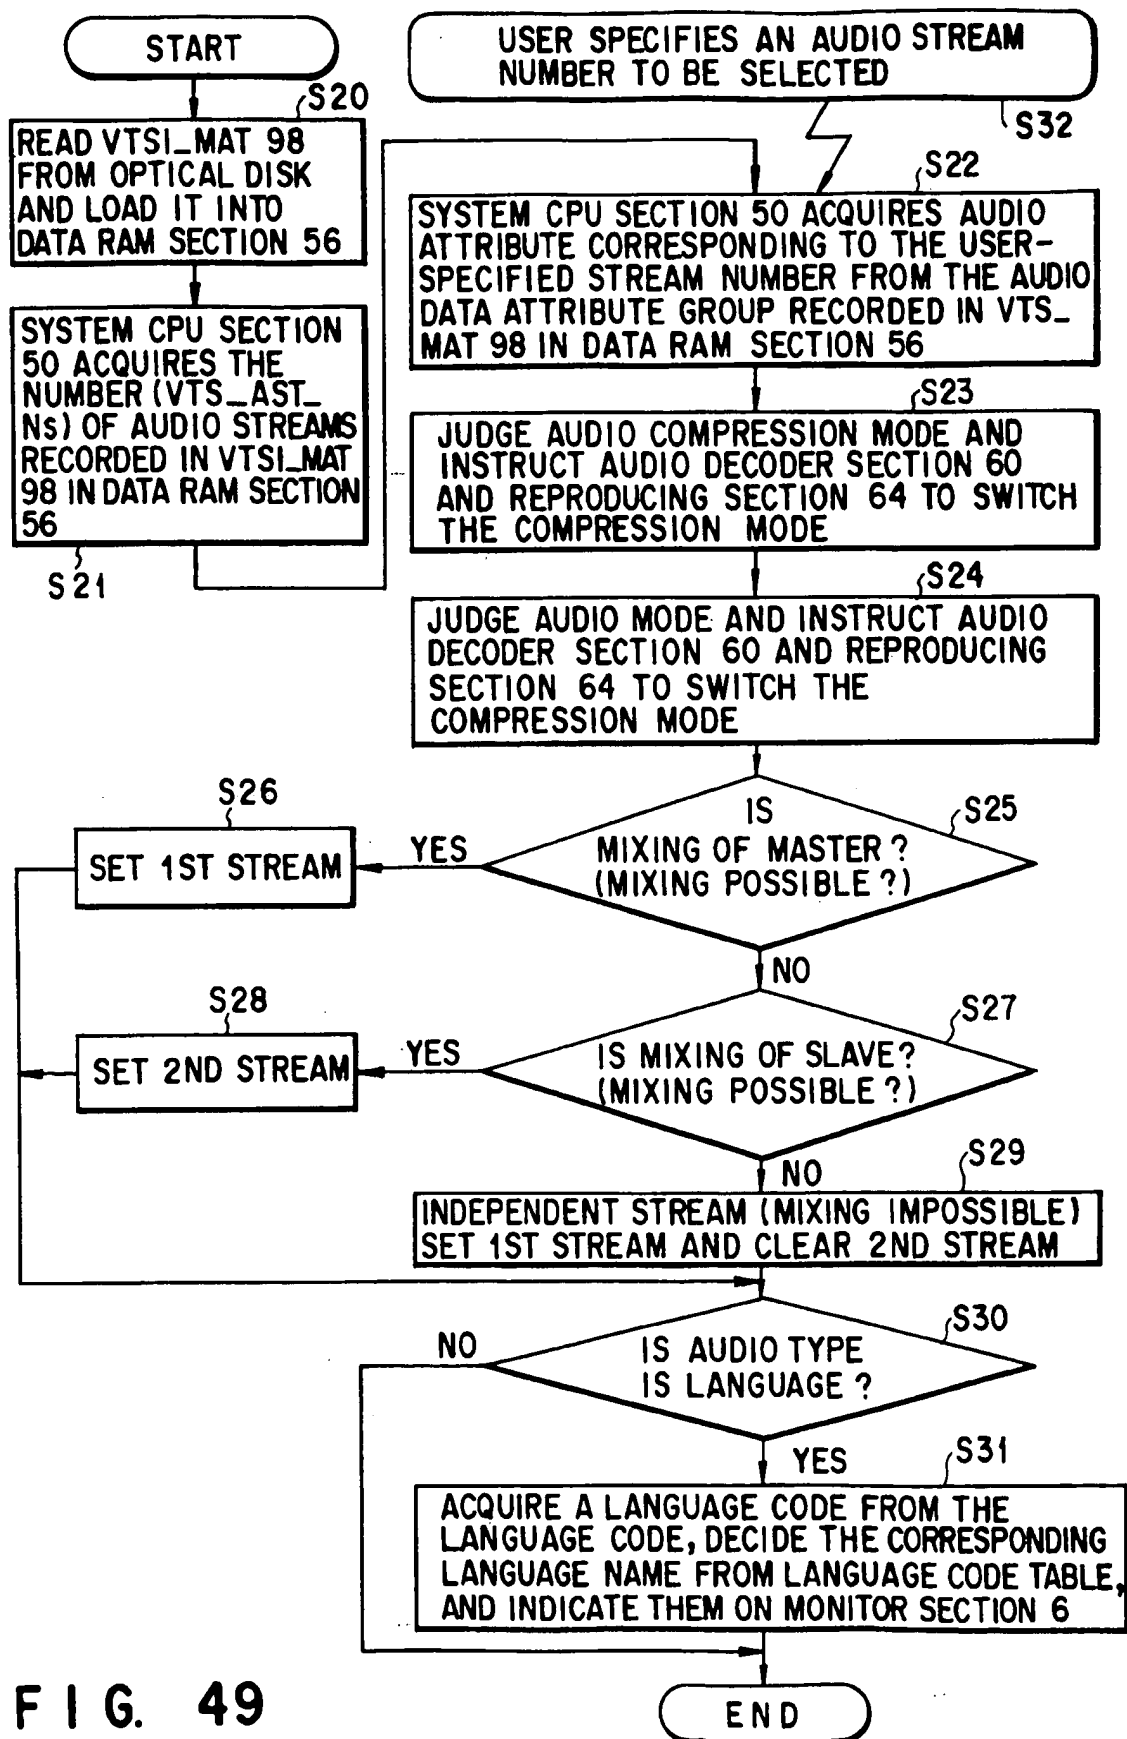 START
S20
READ VTSI_MAT 98
FROM OPTICAL DISK
AND LOAD IT INTO
DATA RAM SECTION 56
SYSTEM CPU SECTION
50 ACQUIRES THE
NUMBER (VTS_AST_
Ns) OF AUDIO STREAMS
RECORDED IN VTSI_MAT
98 IN DATA RAM SECTION
56
S21
USER SPECIFIES AN AUDIO STREAM
NUMBER TO BE SELECTED
S32
S22
SYSTEM CPU SECTION 50 ACQUIRES AUDIO
ATTRIBUTE CORRESPONDING TO THE USER-
SPECIFIED STREAM NUMBER FROM THE AUDIO
DATA ATTRIBUTE GROUP RECORDED IN VTS_
MAT 98 IN DATA RAM SECTION 56
S23
JUDGE AUDIO COMPRESSION MODE AND
INSTRUCT AUDIO DECODER SECTION 60
AND REPRODUCING SECTION 64 TO SWITCH
THE COMPRESSION MODE
S24
JUDGE AUDIO MODE AND INSTRUCT AUDIO
DECODER SECTION 60 AND REPRODUCING
SECTION 64 TO SWITCH THE
COMPRESSION MODE
S25
IS
MIXING OF MASTER?
(MIXING POSSIBLE?)
YES
S26
SET 1ST STREAM
NO
S27
IS MIXING OF SLAVE?
(MIXING POSSIBLE?)
YES
S28
SET 2ND STREAM
NO
S29
INDEPENDENT STREAM (MIXING IMPOSSIBLE)
SET 1ST STREAM AND CLEAR 2ND STREAM
S30
IS AUDIO TYPE
IS LANGUAGE?
NO
YES
S31
ACQUIRE A LANGUAGE CODE FROM THE
LANGUAGE CODE, DECIDE THE CORRESPONDING
LANGUAGE NAME FROM LANGUAGE CODE TABLE,
AND INDICATE THEM ON MONITOR SECTION 6
END
FIG. 49